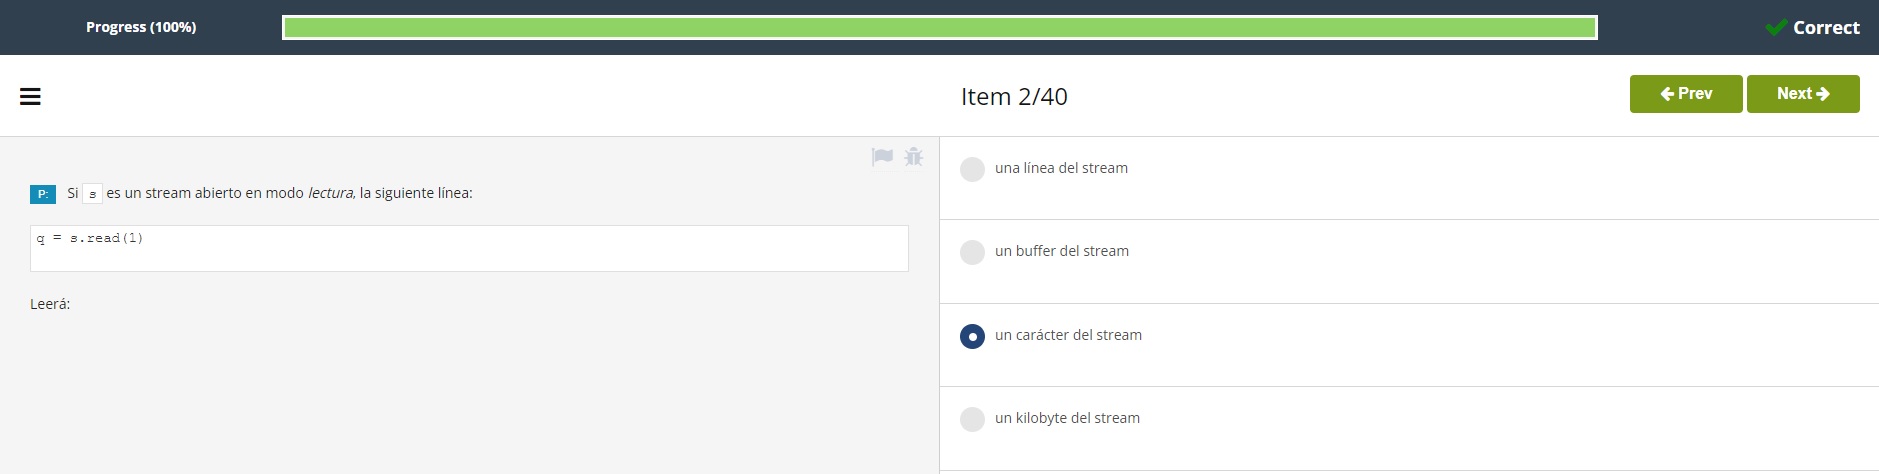 Progress (100%)
Correct
Item 2/40
Prev
Next
P: Si s es un stream abierto en modo lectura, la siguiente línea:
q = s.read(1)
Leerá:
una línea del stream
un buffer del stream
un carácter del stream
un kilobyte del stream